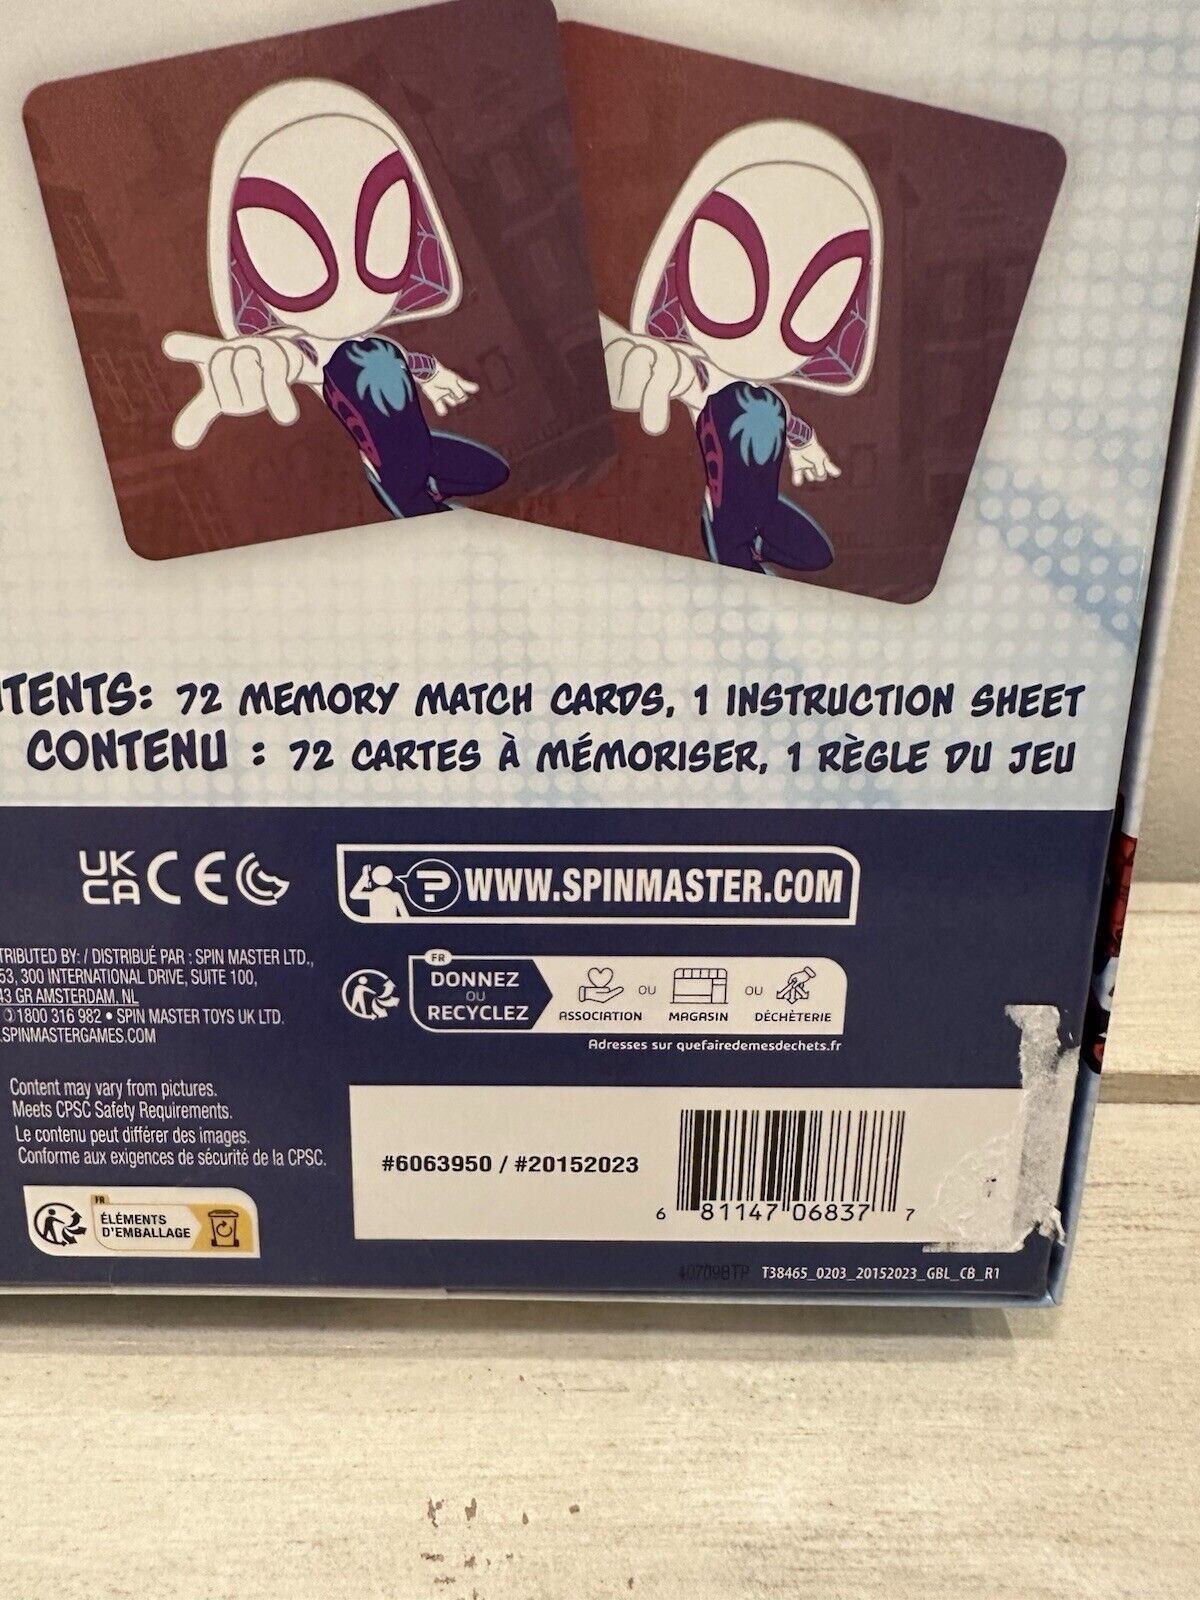 TENTS: 72 MEMORY MATCH CARDS, 1 INSTRUCTION SHEET
CONTENU : 72 CARTES À MÉMORISER, 1 RÈGLE DU JEU
UK
CA CE
? WWW.SPINMASTER.COM
TRIBUTED BY: / DISTRIBUÉ PAR : SPIN MASTER LTD.,
53, 300 INTERNATIONAL DRIVE, SUITE 100,
43 GR AMSTERDAM, NL
1800 316 982 • SPIN MASTER TOYS UK LTD.
.SPINMASTERGAMES.COM
FR
DONNEZ
OU
RECYCLEZ
ASSOCIATION OU MAGASIN OU DÉCHÈTERIE
Adresses sur quefairedemesdechets.fr
Content may vary from pictures.
Meets CPSC Safety Requirements.
Le contenu peut différer des images.
Conforme aux exigences de sécurité de la CPSC.
FR
ÉLÉMENTS
D'EMBALLAGE
#6063950 / #20152023
6 81147 06837 7
40709BTP T38465_0203_20152023_GBL_CB_R1